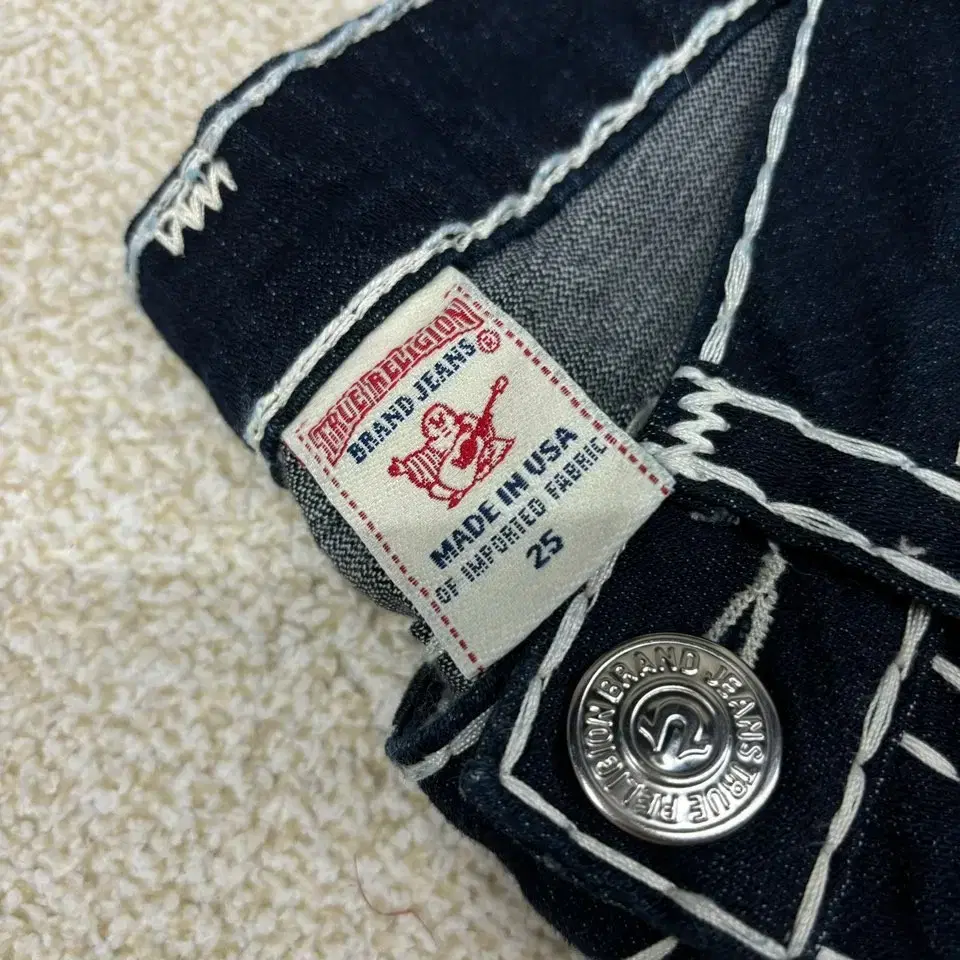 TRUE RELIGION
BRAND JEANS®
MADE IN USA
OF IMPORTED FABRIC
25
TRUE RELIGION BRAND JEANS